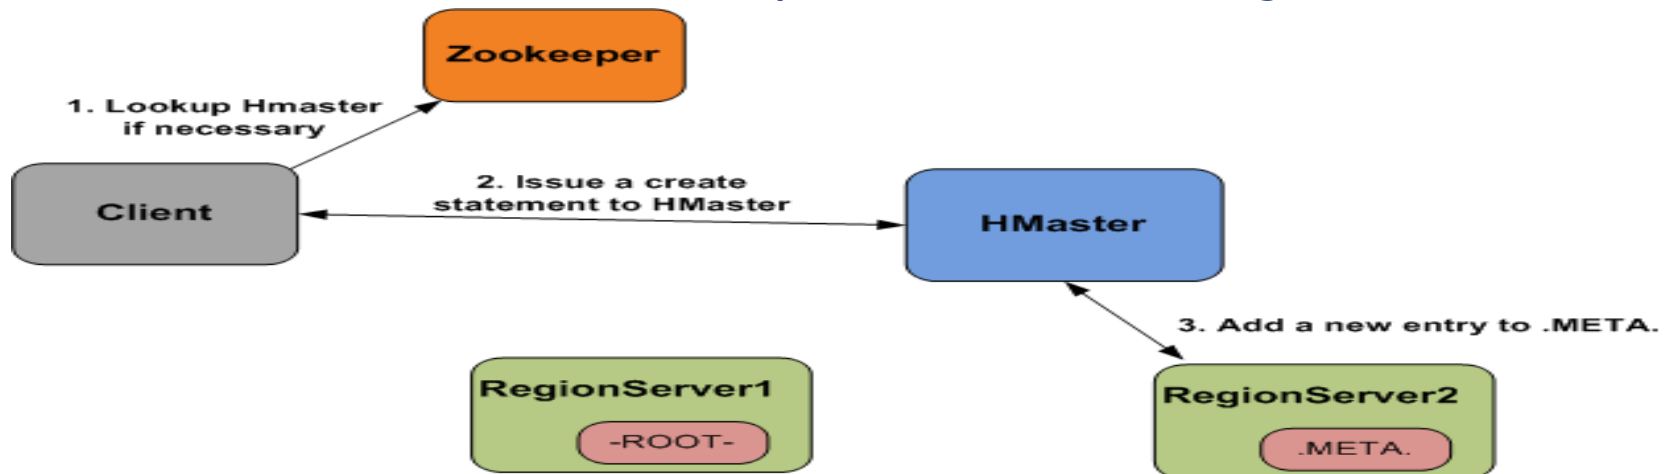 Zookeeper
1. Lookup Hmaster
if necessary
Client
2. Issue a create
statement to HMaster
HMaster
3. Add a new entry to .META.
RegionServer1
-ROOT-
RegionServer2
.META.